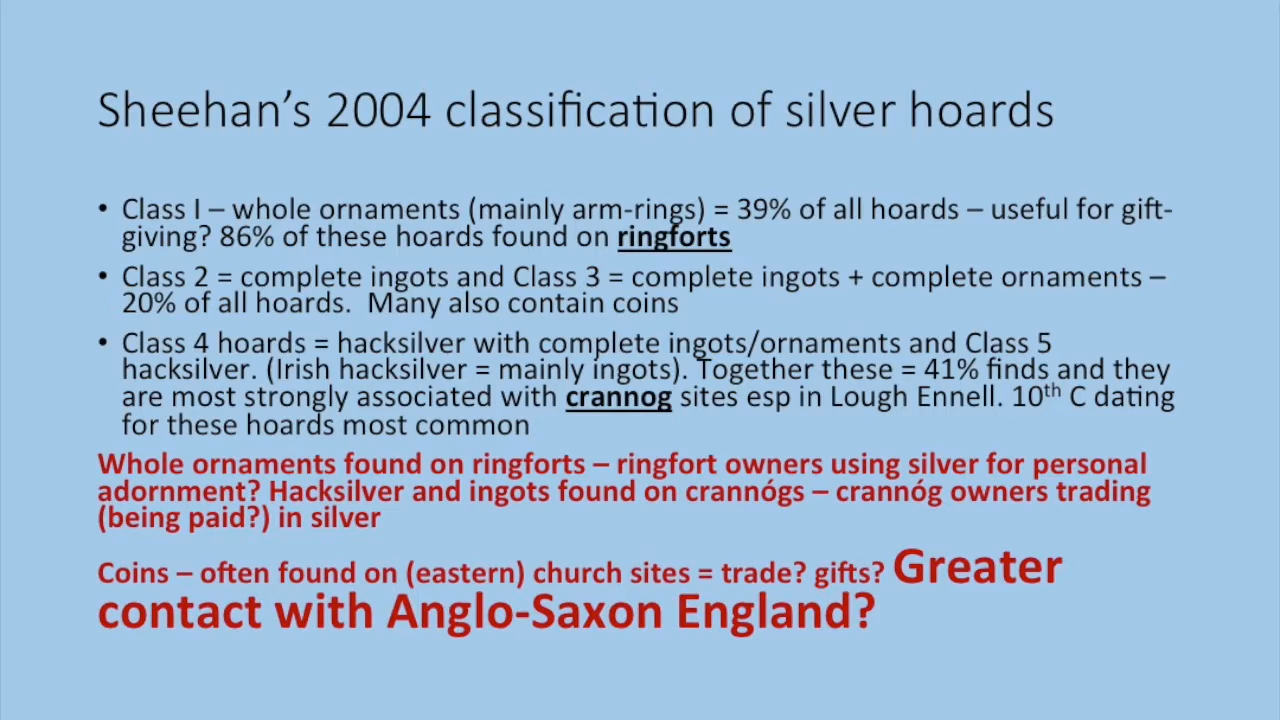 Sheehan's 2004 classification of silver hoards
• Class I – whole ornaments (mainly arm-rings) = 39% of all hoards – useful for gift-
giving? 86% of these hoards found on ringforts
• Class 2 = complete ingots and Class 3 = complete ingots + complete ornaments –
20% of all hoards.  Many also contain coins
• Class 4 hoards = hacksilver with complete ingots/ornaments and Class 5
hacksilver. (Irish hacksilver = mainly ingots). Together these = 41% finds and they
are most strongly associated with crannog sites esp in Lough Ennell. 10th C dating
for these hoards most common
Whole ornaments found on ringforts – ringfort owners using silver for personal
adornment? Hacksilver and ingots found on crannógs – crannóg owners trading
(being paid?) in silver
Coins – often found on (eastern) church sites = trade? gifts? Greater
contact with Anglo-Saxon England?